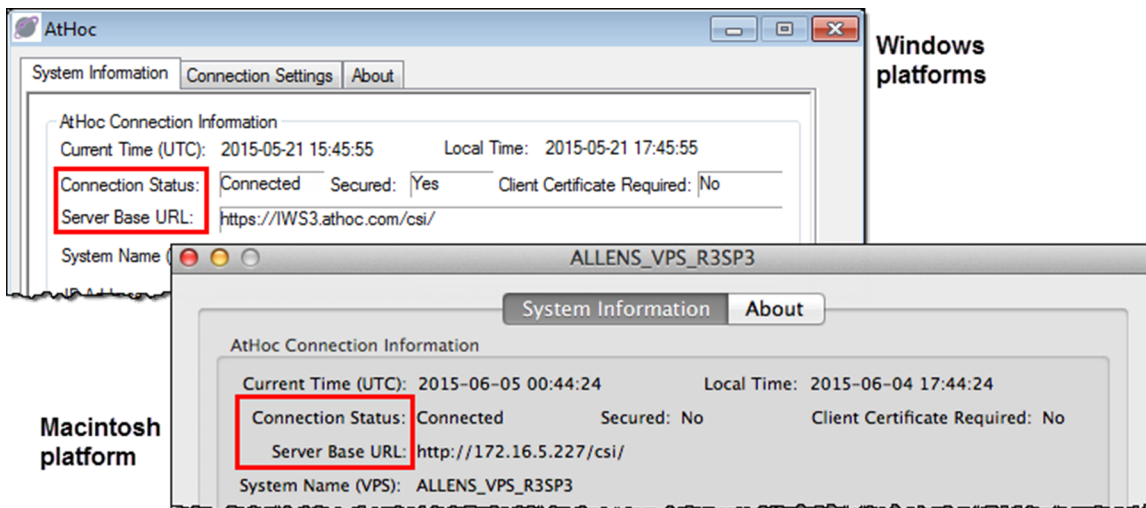 AtHoc
Windows
platforms
System Information Connection Settings About
AtHoc Connection Information
Current Time (UTC): 2015-05-21 15:45:55 Local Time: 2015-05-21 17:45:55
Connection Status: Connected Secured: Yes Client Certificate Required: No
Server Base URL: https://IWS3.athoc.com/csi/
System Name (
ALLENS_VPS_R3SP3
System Information About
AtHoc Connection Information
Current Time (UTC): 2015-06-05 00:44:24 Local Time: 2015-06-04 17:44:24
Macintosh
platform
Connection Status: Connected Secured: No Client Certificate Required: No
Server Base URL: http://172.16.5.227/csi/
System Name (VPS): ALLENS_VPS_R3SP3